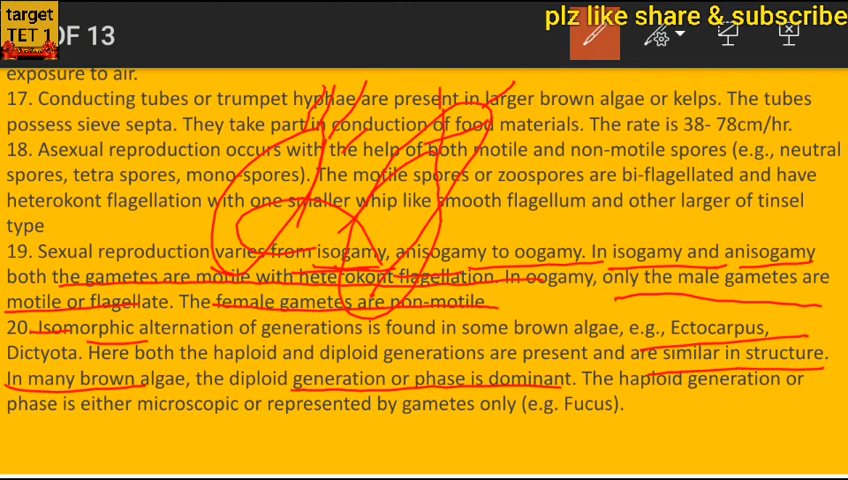 target
TET 1
OF 13
plz like share & subscribe
exposure to air.
17. Conducting tubes or trumpet hyphae are present in larger brown algae or kelps. The tubes
possess sieve septa. They take part in conduction of food materials. The rate is 38- 78cm/hr.
18. Asexual reproduction occurs with the help of both motile and non-motile spores (e.g., neutral
spores, tetra spores, mono-spores). The motile spores or zoospores are bi-flagellated and have
heterokont flagellation with one smaller whip like smooth flagellum and other larger of tinsel
type
19. Sexual reproduction varies from isogamy, anisogamy to oogamy. In isogamy and anisogamy
both the gametes are motile with heterokont flagellation. In oogamy, only the male gametes are
motile or flagellate. The female gametes are non-motile.
20. Isomorphic alternation of generations is found in some brown algae, e.g., Ectocarpus,
Dictyota. Here both the haploid and diploid generations are present and are similar in structure.
In many brown algae, the diploid generation or phase is dominant. The haploid generation or
phase is either microscopic or represented by gametes only (e.g. Fucus).